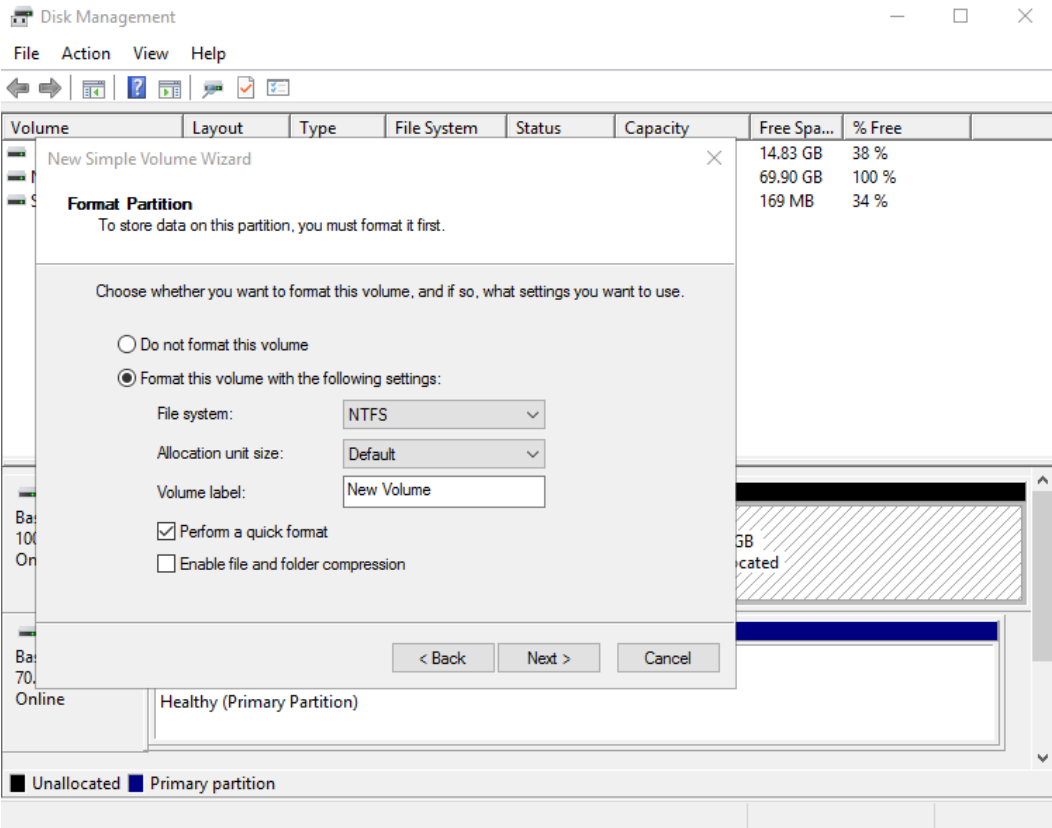 Disk Management
File Action View Help
Volume Layout Type File System Status Capacity Free Spa... % Free
14.83 GB 38 %
69.90 GB 100 %
169 MB 34 %
New Simple Volume Wizard
Format Partition
To store data on this partition, you must format it first.
Choose whether you want to format this volume, and if so, what settings you want to use.
Do not format this volume
Format this volume with the following settings:
File system: NTFS
Allocation unit size: Default
Volume label: New Volume
Perform a quick format
Enable file and folder compression
< Back Next > Cancel
GB
Online
Healthy (Primary Partition)
Unallocated Primary partition